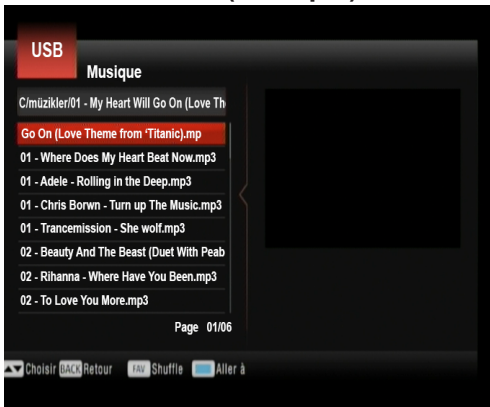 USB
Musique
C/müzikler/01 - My Heart Will Go On (Love Th
Go On (Love Theme from ‘Titanic).mp
01 - Where Does My Heart Beat Now.mp3
01 - Adele - Rolling in the Deep.mp3
01 - Chris Borwn - Turn up The Music.mp3
01 - Trancemission - She wolf.mp3
02 - Beauty And The Beast (Duet With Peab
02 - Rihanna - Where Have You Been.mp3
02 - To Love You More.mp3
Page 01/06
Choisir BACK Retour FAV Shuffle Aller à